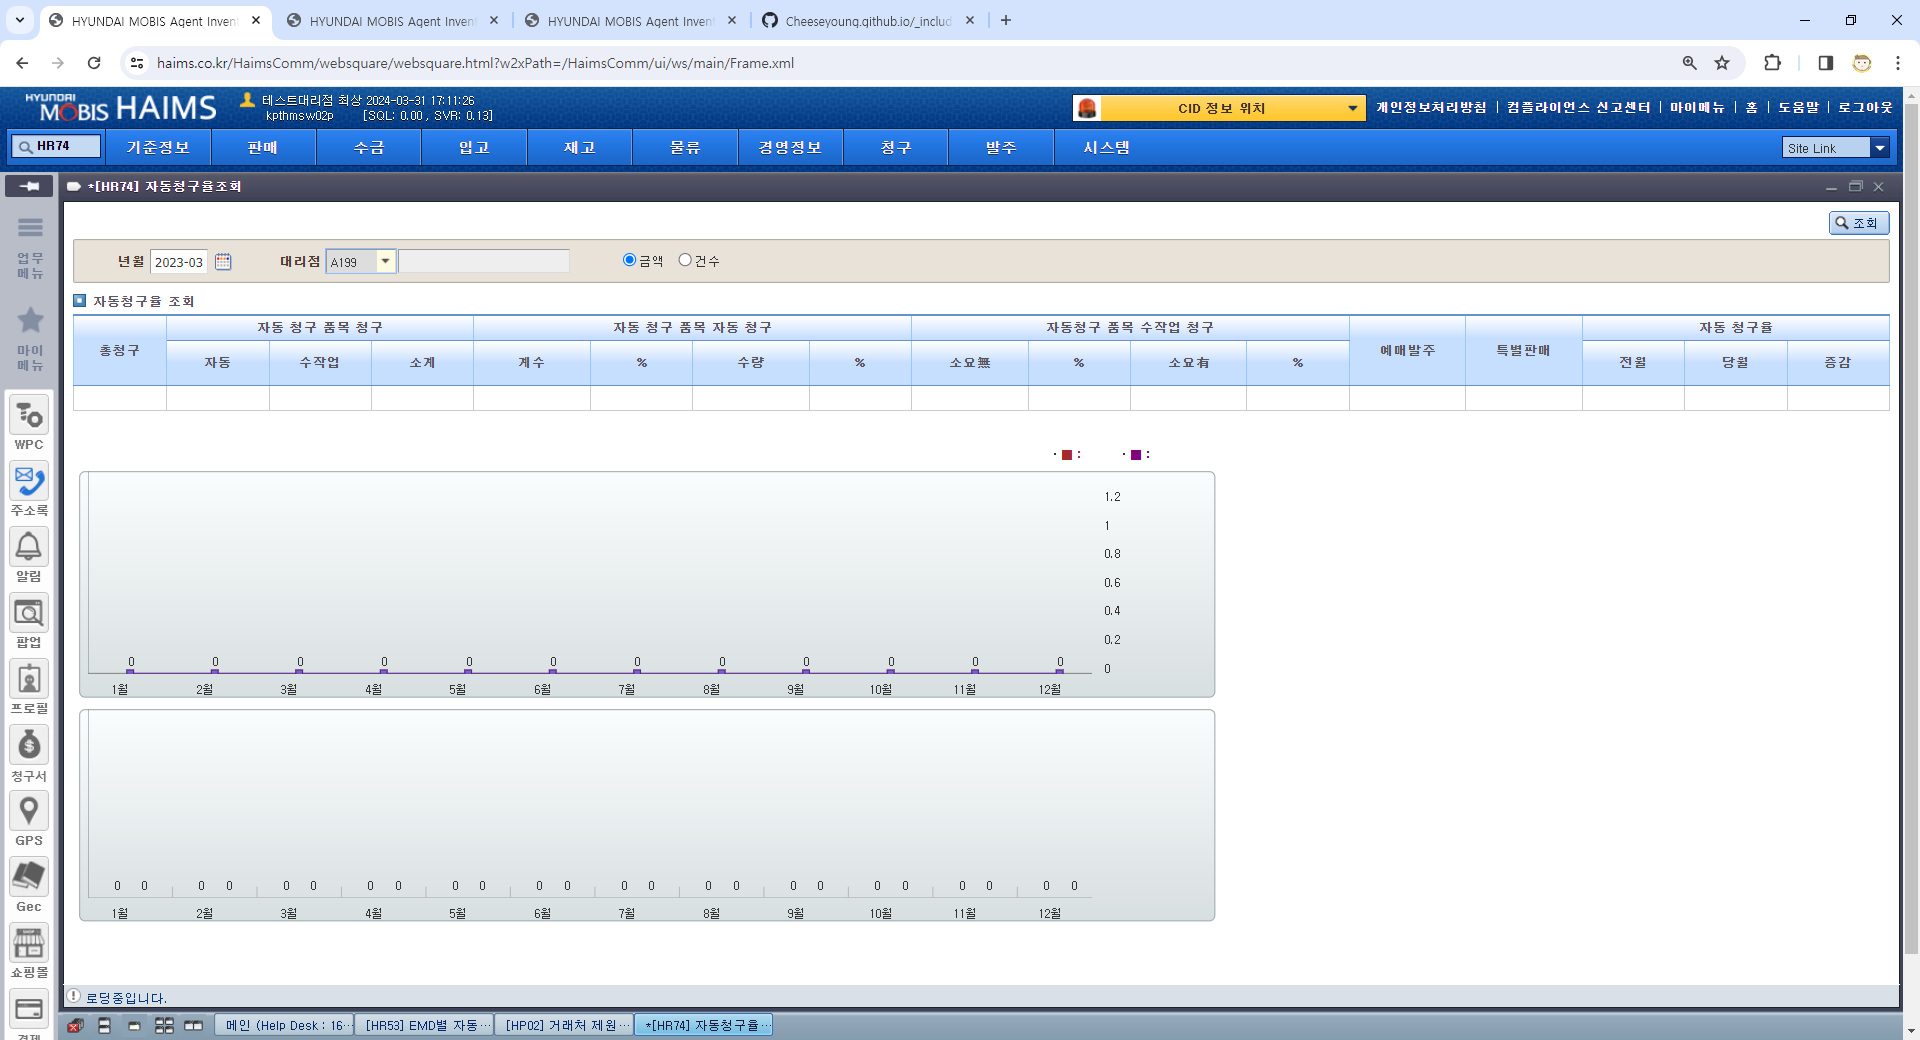 HYUNDAI MOBIS Agent Invent
HYUNDAI MOBIS Agent Invent
HYUNDAI MOBIS Agent Invent
Cheeseyoung.github.io/_includ
haims.co.kr/HaimsComm/websquare/websquare.html?w2xPath=/HaimsComm/ui/ws/main/Frame.xml
HYUNDAI MOBIS HAIMS
테스트대리점 최상 2024-03-31 17:11:26
kpthmsw02p [SQL: 0.00 , SVR: 0.13]
CID 정보 위치
개인정보처리방침 | 컴플라이언스 신고센터 | 마이메뉴 | 홈 | 도움말 | 로그아웃
HR74 기준정보 판매 수금 입고 재고 물류 경영정보 청구 발주 시스템 Site Link
*[HR74] 자동청구율조회
조회
년월 2023-03 대리점 A199 금액 건수
자동청구율 조회
총청구 자동 청구 품목 청구 자동 청구 품목 자동 청구 자동청구 품목 수작업 청구 예매발주 특별판매 자동 청구율
자동 수작업 소계 계수 % 수량 % 소요無 % 소요有 % 전월 당월 증감
· : · :
1.2
1
0.8
0.6
0.4
0.2
0
0 0 0 0 0 0 0 0 0 0 0 0
1월 2월 3월 4월 5월 6월 7월 8월 9월 10월 11월 12월
0 0 0 0 0 0 0 0 0 0 0 0 0 0 0 0 0 0 0 0 0 0 0 0
1월 2월 3월 4월 5월 6월 7월 8월 9월 10월 11월 12월
업무
메뉴
마이
메뉴
WPC
주소록
알림
팝업
프로필
청구서
GPS
Gec
쇼핑몰
결제
로딩중입니다.
메인 (Help Desk : 16··· [HR53] EMD별 자동··· [HP02] 거래처 제원··· *[HR74] 자동청구율···